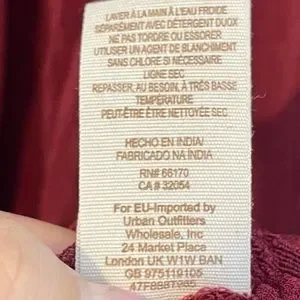 LAVER À LA MAIN À L'EAU FROIDE
SÉPARÉMENT AVEC DÉTERGENT DUOX
NE PAS TORDRE OU ESSORER
UTILISER UN AGENT DE BLANCHIMENT
SANS CHLORE SI NÉCESSAIRE
LIGNE SEC
REPASSER, AU BESOIN, À TRÈS BASSE
TEMPÉRATURE
PEUT-ÊTRE ÊTRE NETTOYÉE SEC
HECHO EN INDIA/
FABRICADO NA ÍNDIA
RN# 66170
CA# 32054
For EU-Imported by
Urban Outfitters
Wholesale, Inc
24 Market Place
London UK W1W 8AN
GB 975119105